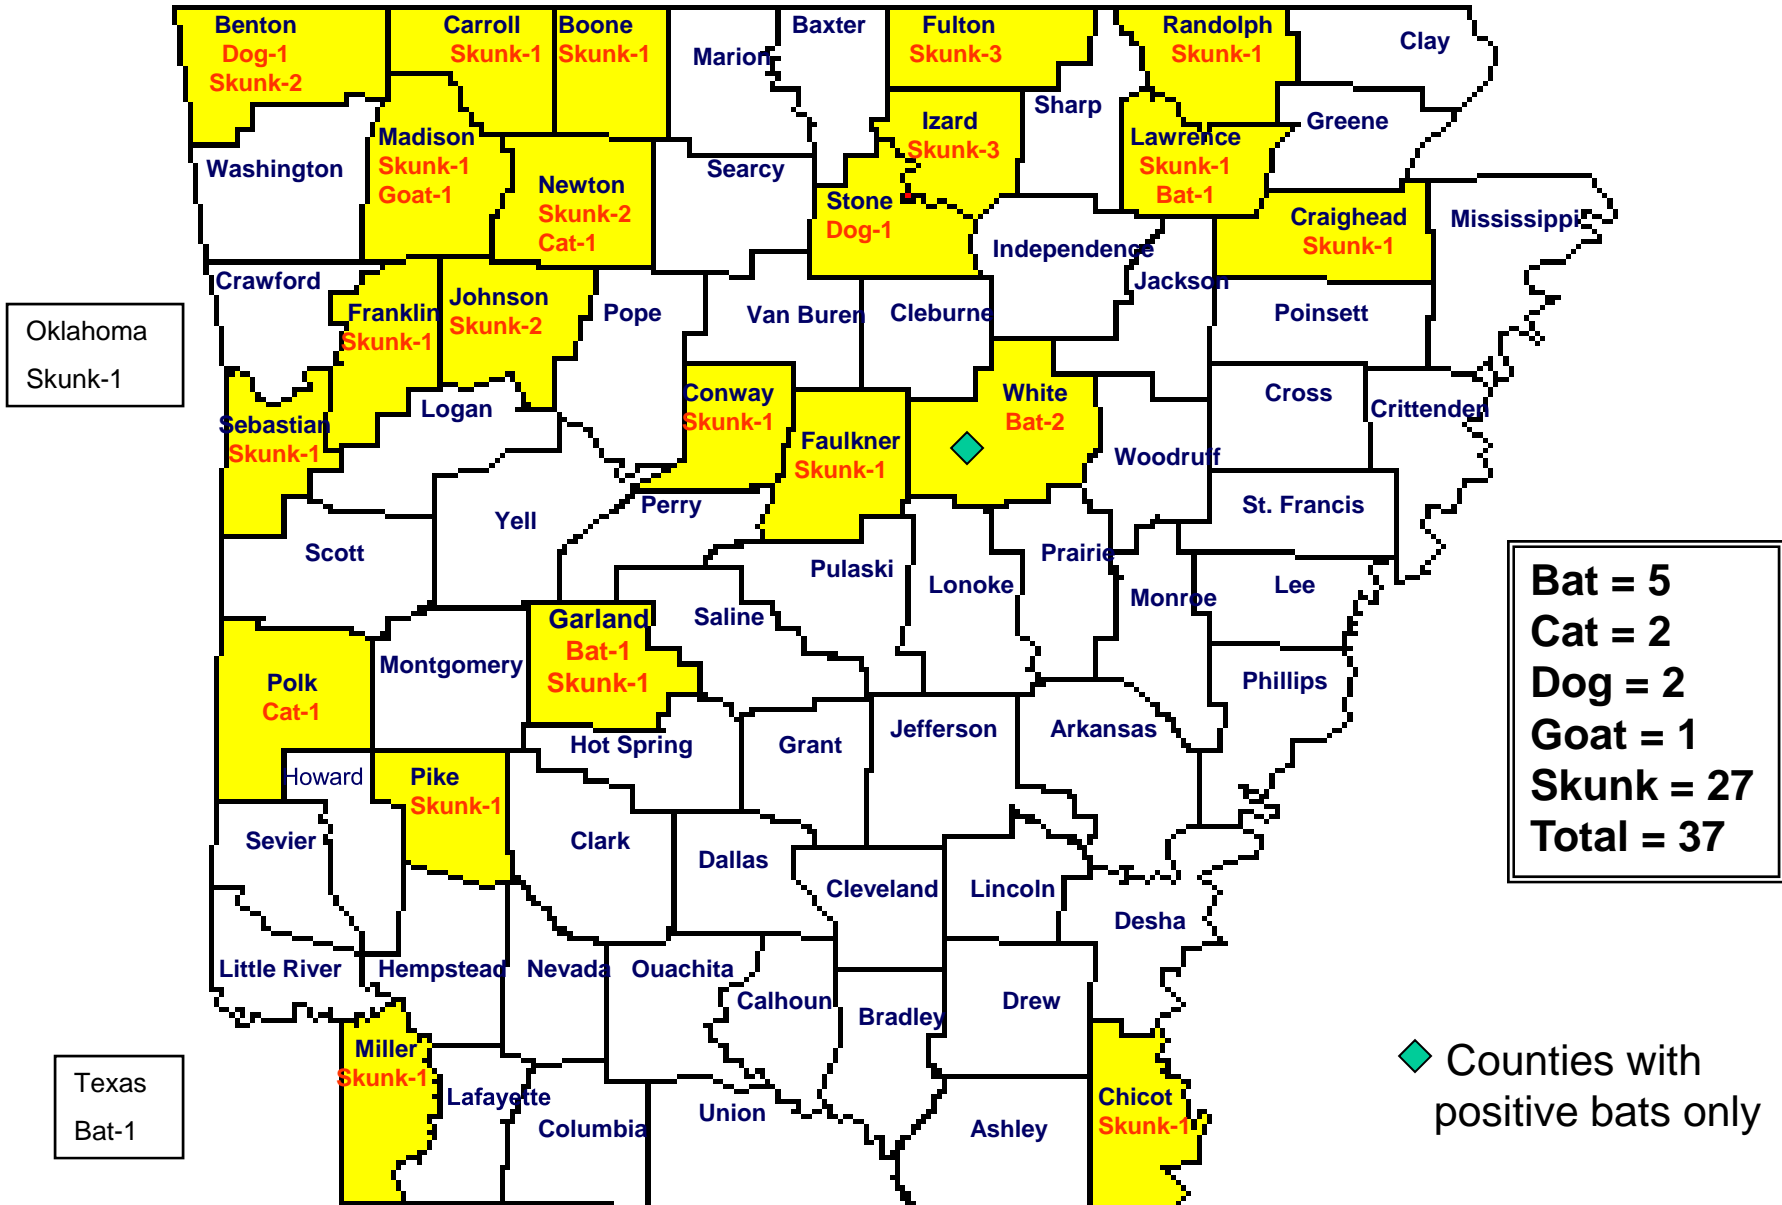 Benton
Dog-1
Skunk-2
Carroll
Skunk-1
Boone
Skunk-1
Marion
Baxter
Fulton
Skunk-3
Randolph
Skunk-1
Clay
Washington
Madison
Skunk-1
Goat-1
Newton
Skunk-2
Cat-1
Searcy
Stone
Dog-1
Izard
Skunk-3
Sharp
Lawrence
Skunk-1
Bat-1
Greene
Craighead
Skunk-1
Mississippi
Independence
Jackson
Crawford
Franklin
Skunk-1
Johnson
Skunk-2
Pope
Van Buren
Cleburne
Poinsett
Oklahoma
Skunk-1
Sebastian
Skunk-1
Logan
Conway
Skunk-1
Faulkner
Skunk-1
White
Bat-2
Woodruff
Cross
Crittenden
St. Francis
Scott
Yell
Perry
Pulaski
Lonoke
Prairie
Monroe
Lee
Phillips
Polk
Cat-1
Montgomery
Garland
Bat-1
Skunk-1
Saline
Hot Spring
Grant
Jefferson
Arkansas
Bat = 5
Cat = 2
Dog = 2
Goat = 1
Skunk = 27
Total = 37
Howard
Pike
Skunk-1
Sevier
Clark
Dallas
Cleveland
Lincoln
Desha
Little River
Hempstead
Nevada
Ouachita
Calhoun
Bradley
Drew
Miller
Skunk-1
Lafayette
Columbia
Union
Ashley
Chicot
Skunk-1
Texas
Bat-1
Counties with
positive bats only